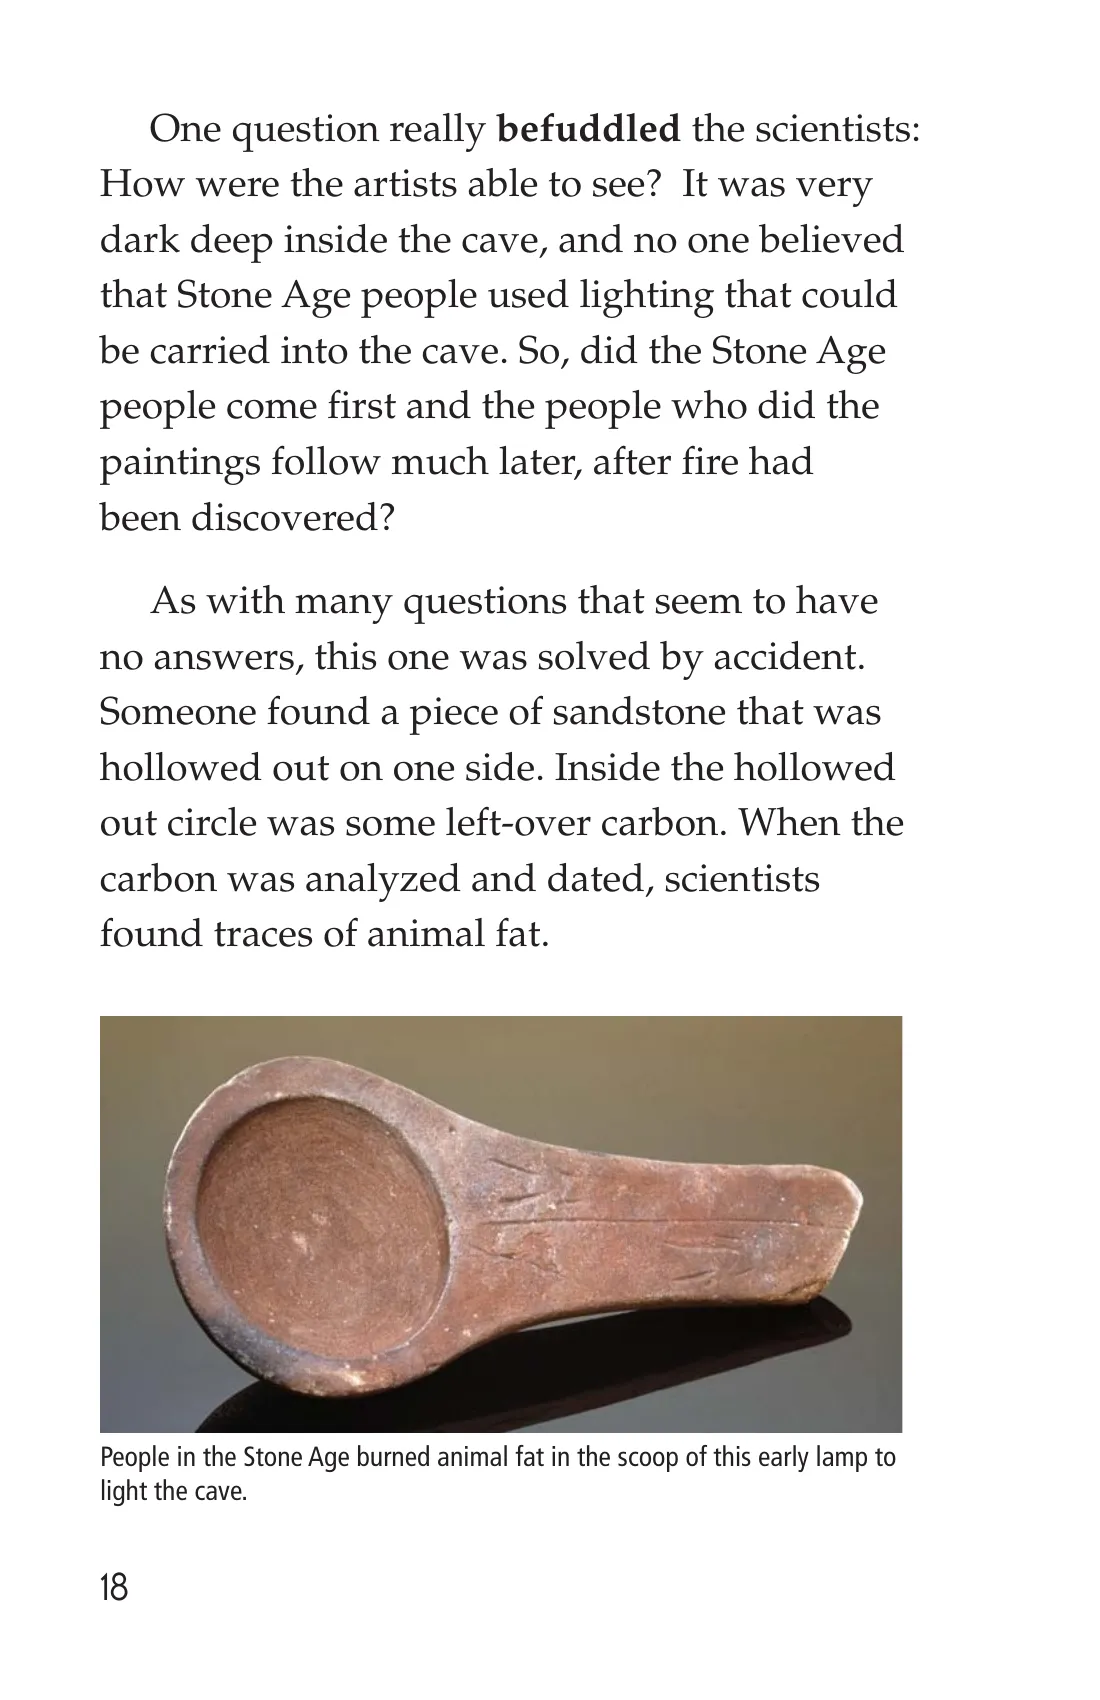 One question really befuddled the scientists:
How were the artists able to see?  It was very
dark deep inside the cave, and no one believed
that Stone Age people used lighting that could
be carried into the cave. So, did the Stone Age
people come first and the people who did the
paintings follow much later, after fire had
been discovered?
As with many questions that seem to have
no answers, this one was solved by accident.
Someone found a piece of sandstone that was
hollowed out on one side. Inside the hollowed
out circle was some left-over carbon. When the
carbon was analyzed and dated, scientists
found traces of animal fat.
People in the Stone Age burned animal fat in the scoop of this early lamp to
light the cave.
18